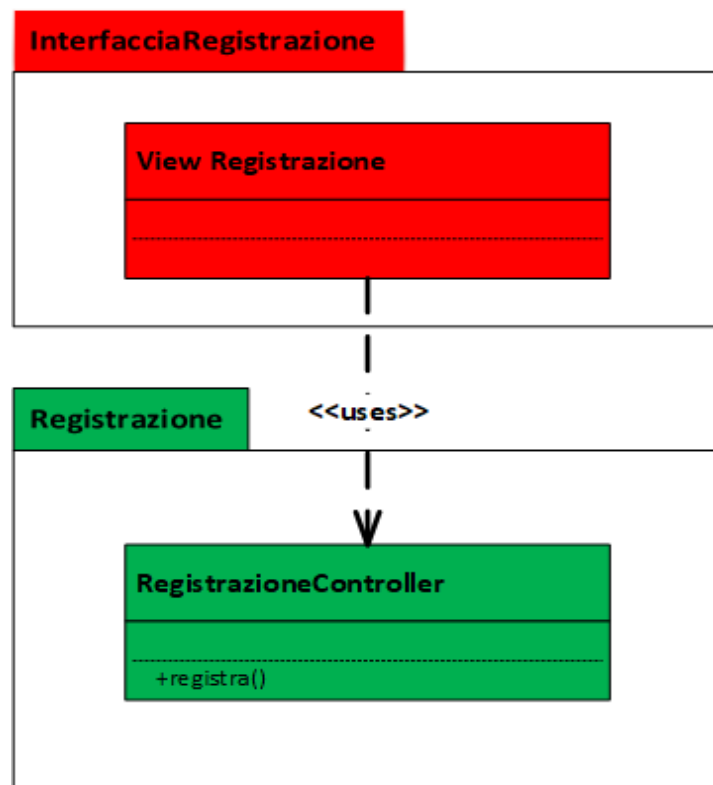 InterfacciaRegistrazione
View Registrazione
<<uses>>
Registrazione
RegistrazioneController
+registra()